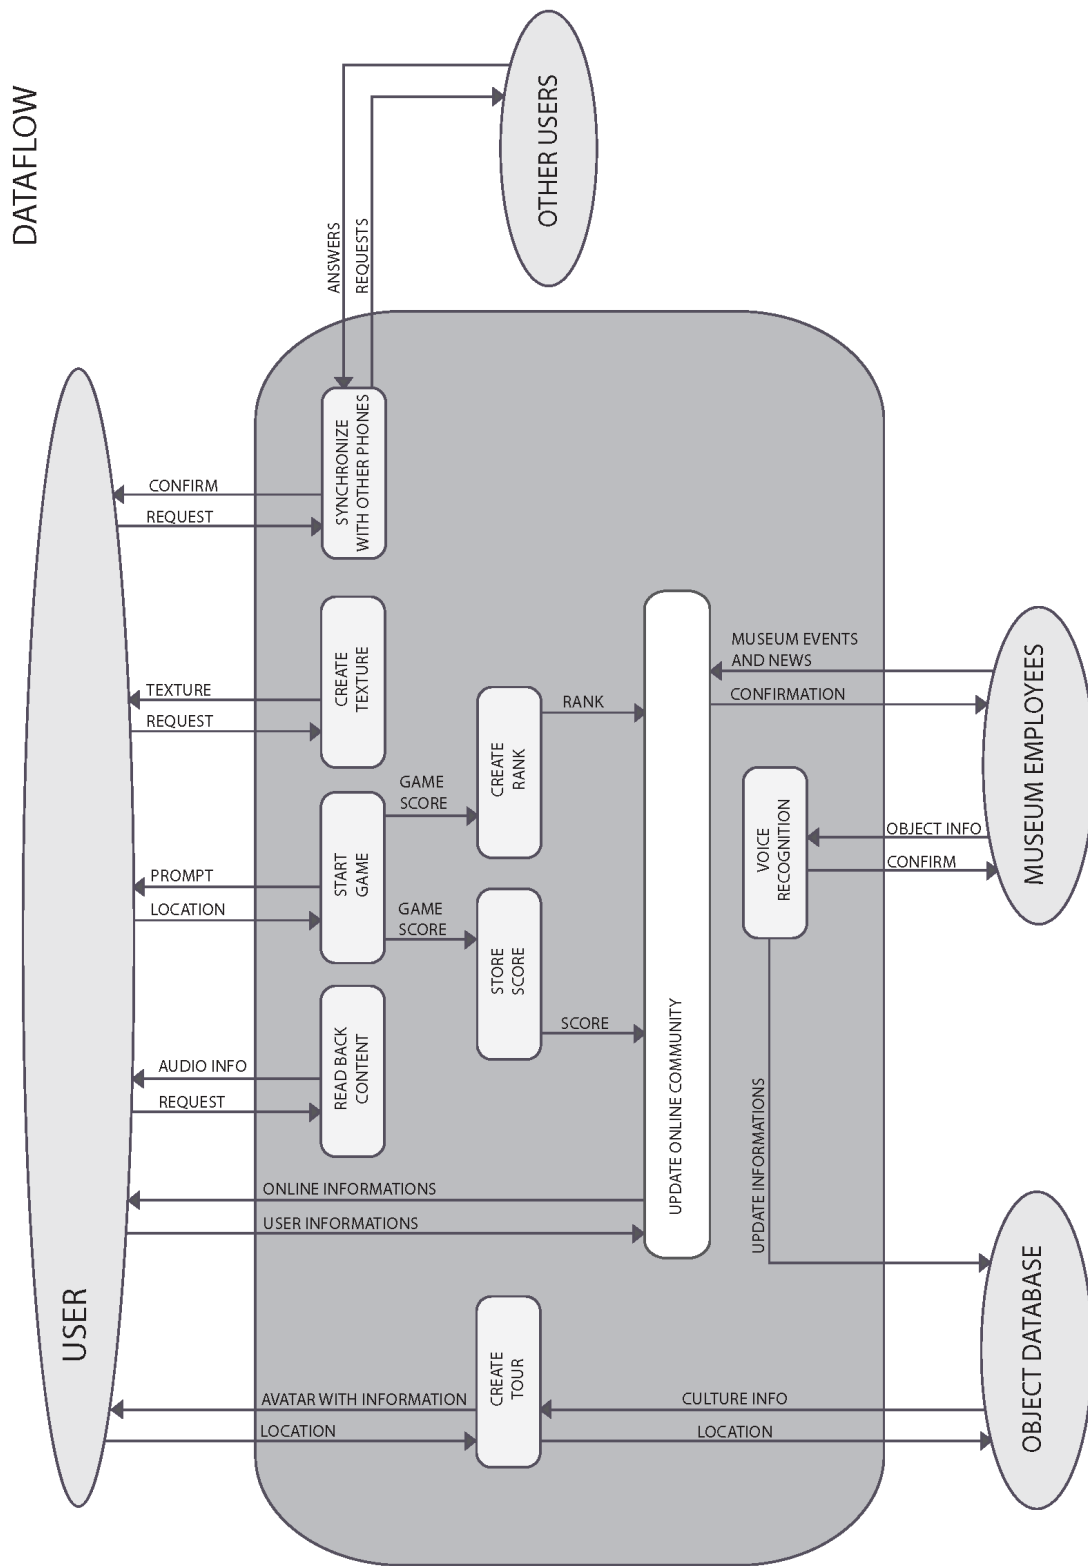 DATAFLOW
USER
OTHER USERS
ANSWERS
REQUESTS
CONFIRM
REQUEST
SYNCHRONIZE
WITH OTHER PHONES
TEXTURE
REQUEST
CREATE
TEXTURE
PROMPT
LOCATION
START
GAME
GAME
SCORE
GAME
SCORE
CREATE
RANK
RANK
STORE
SCORE
SCORE
AUDIO INFO
REQUEST
READ BACK
CONTENT
ONLINE INFORMATIONS
USER INFORMATIONS
UPDATE ONLINE COMMUNITY
MUSEUM EVENTS
AND NEWS
CONFIRMATION
VOICE
RECOGNITION
OBJECT INFO
CONFIRM
MUSEUM EMPLOYEES
UPDATE INFORMATIONS
AVATAR WITH INFORMATION
LOCATION
CREATE
TOUR
CULTURE INFO
LOCATION
OBJECT DATABASE